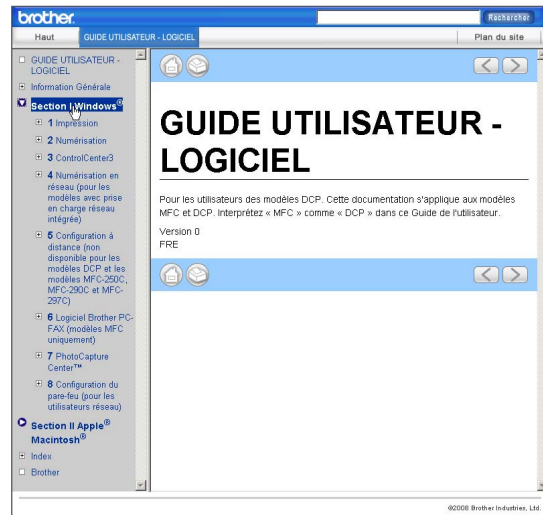 brother
Rechercher
Haut
GUIDE UTILISATEUR - LOGICIEL
Plan du site
GUIDE UTILISATEUR -
LOGICIEL
Information Générale
Section I Windows®
1 Impression
2 Numérisation
3 ControlCenter3
4 Numérisation en
réseau (pour les
modèles avec prise
en charge réseau
intégrée)
5 Configuration à
distance (non
disponible pour les
modèles DCP et les
modèles MFC-250C,
MFC-290C et MFC-
297C)
6 Logiciel Brother PC-
FAX (modèles MFC
uniquement)
7 PhotoCapture
Center™
8 Configuration du
pare-feu (pour les
utilisateurs réseau)
Section II Apple®
Macintosh®
Index
Brother
GUIDE UTILISATEUR -
LOGICIEL
Pour les utilisateurs des modèles DCP. Cette documentation s'applique aux modèles
MFC et DCP. Interprétez « MFC » comme « DCP » dans ce Guide de l'utilisateur.
Version 0
FRE
©2008 Brother Industries, Ltd.